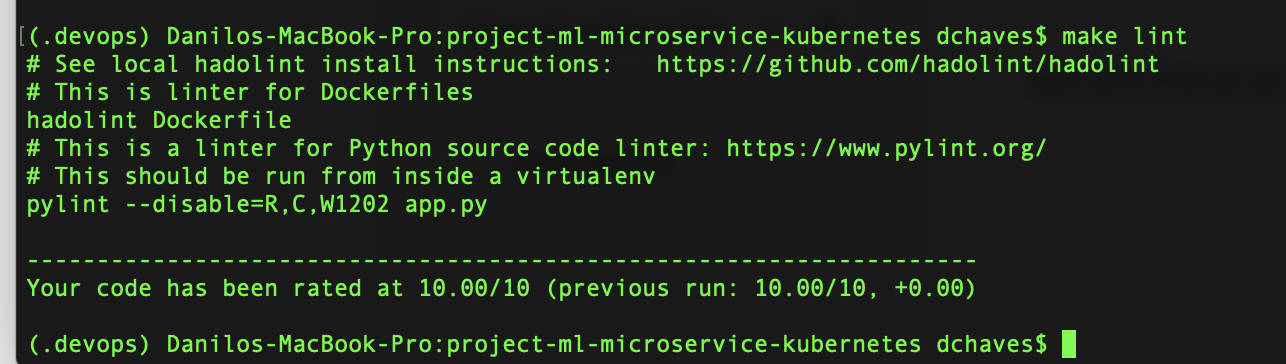 [(.devops) Danilos-MacBook-Pro:project-ml-microservice-kubernetes dchaves$ make lint
# See local hadolint install instructions:   https://github.com/hadolint/hadolint
# This is linter for Dockerfiles
hadolint Dockerfile
# This is a linter for Python source code linter: https://www.pylint.org/
# This should be run from inside a virtualenv
pylint --disable=R,C,W1202 app.py
--------------------------------------------------------------------
Your code has been rated at 10.00/10 (previous run: 10.00/10, +0.00)
(.devops) Danilos-MacBook-Pro:project-ml-microservice-kubernetes dchaves$